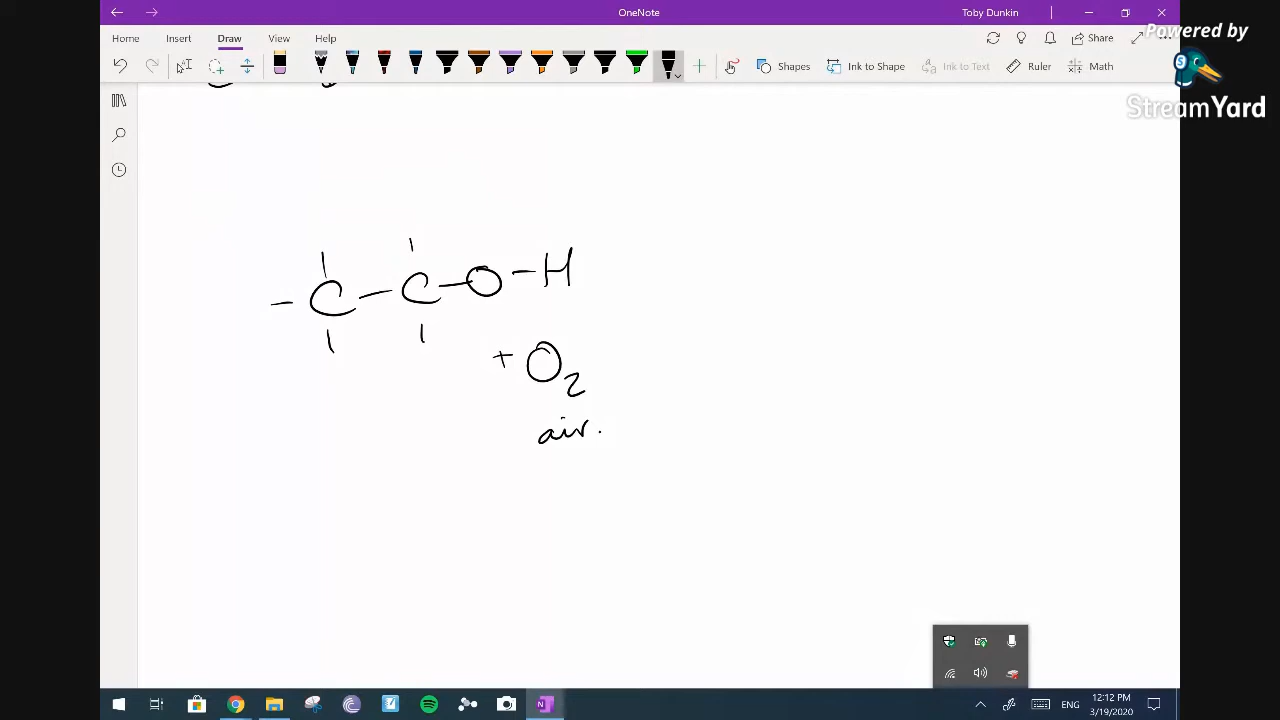 OneNote
Toby Dunkin
Powered by
StreamYard
Home Insert Draw View Help
Share
Shapes Ink to Shape Ink to Text Ruler Math
C - C - O - H
+ O2
air.
12:12 PM
ENG
3/19/2020